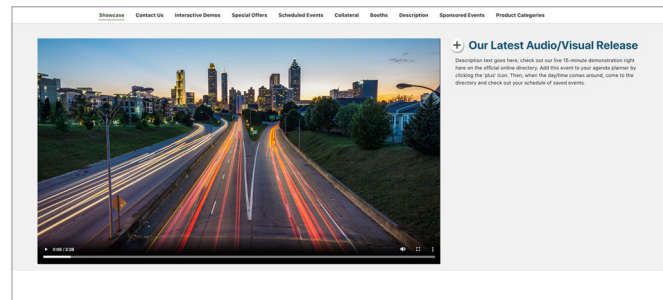 Showcase Contact Us Interactive Demos Special Offers Scheduled Events Collateral Booths Description Sponsored Events Product Categories
Our Latest Audio/Visual Release
Description text goes here; check out our live 15-minute demonstration right
here on the official online directory. Add this event to your agenda planner by
clicking the 'plus' icon. Then, when the day/time comes around, come to the
directory and check out your schedule of saved events.
0:09 / 2:08